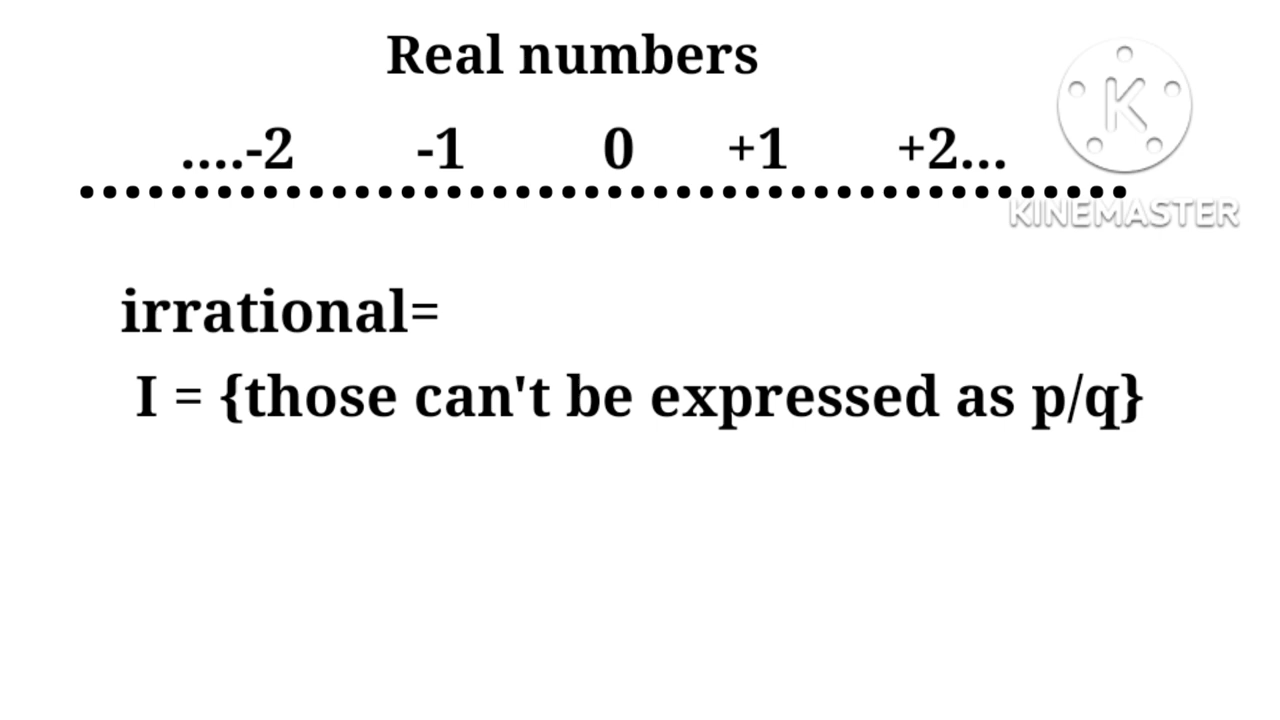 Real numbers
....-2 -1 0 +1 +2...
K
KINEMASTER
irrational=
I = {those can't be expressed as p/q}